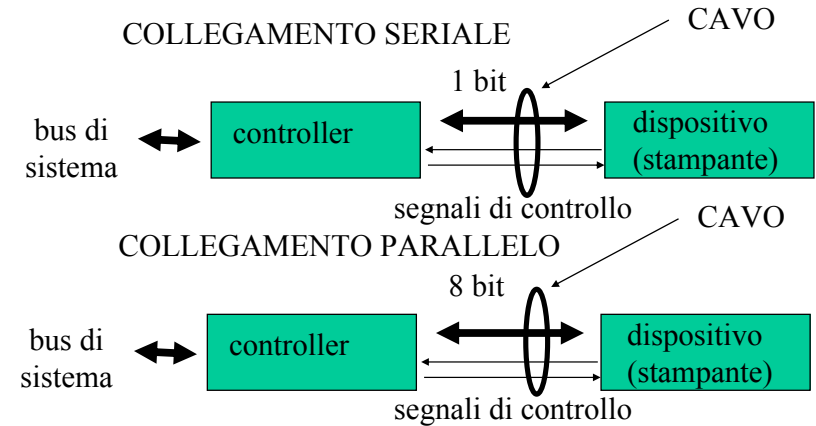 COLLEGAMENTO SERIALE
CAVO
1 bit
bus di
sistema
controller
dispositivo
(stampante)
segnali di controllo
CAVO
COLLEGAMENTO PARALLELO
8 bit
bus di
sistema
controller
dispositivo
(stampante)
segnali di controllo